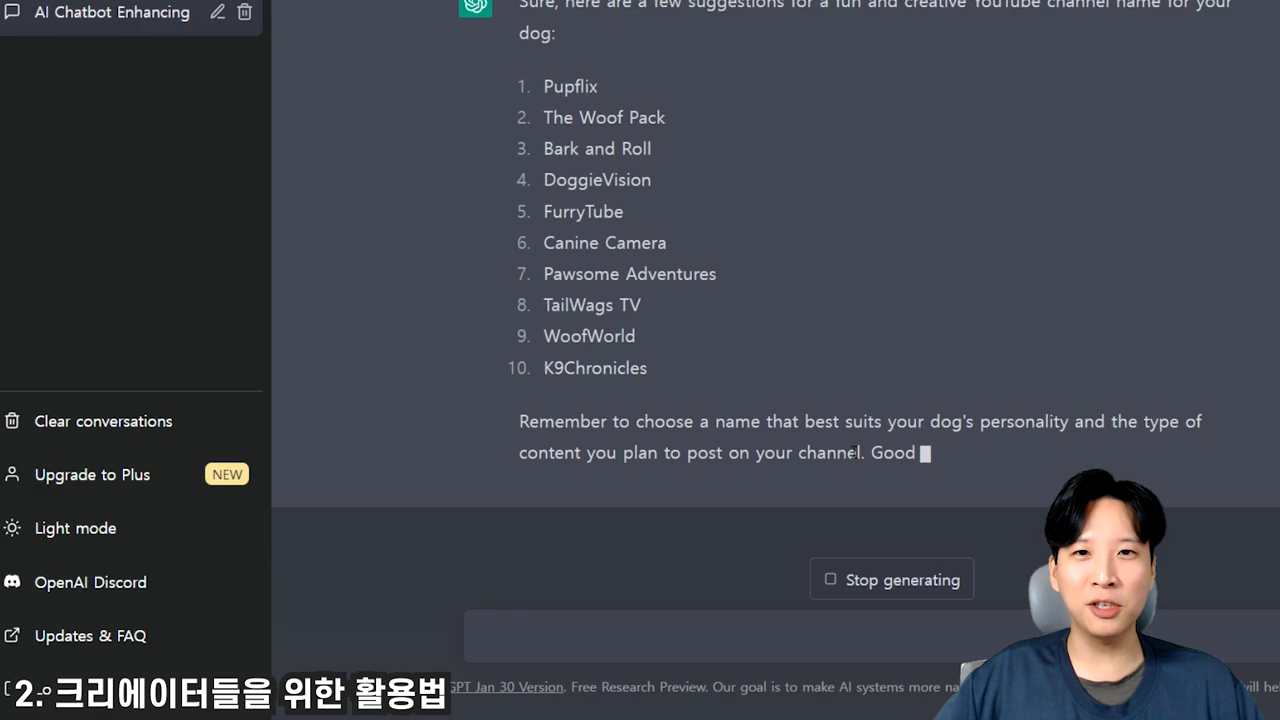 AI Chatbot Enhancing
Sure, here are a few suggestions for a fun and creative YouTube channel name for your
dog:
1. Pupflix
2. The Woof Pack
3. Bark and Roll
4. DoggieVision
5. FurryTube
6. Canine Camera
7. Pawsome Adventures
8. TailWags TV
9. WoofWorld
10. K9Chronicles
Remember to choose a name that best suits your dog's personality and the type of
content you plan to post on your channel. Good
Clear conversations
Upgrade to Plus NEW
Light mode
OpenAI Discord
Updates & FAQ
Stop generating
GPT Jan 30 Version. Free Research Preview. Our goal is to make AI systems more
2. 크리에이터들을 위한 활용법